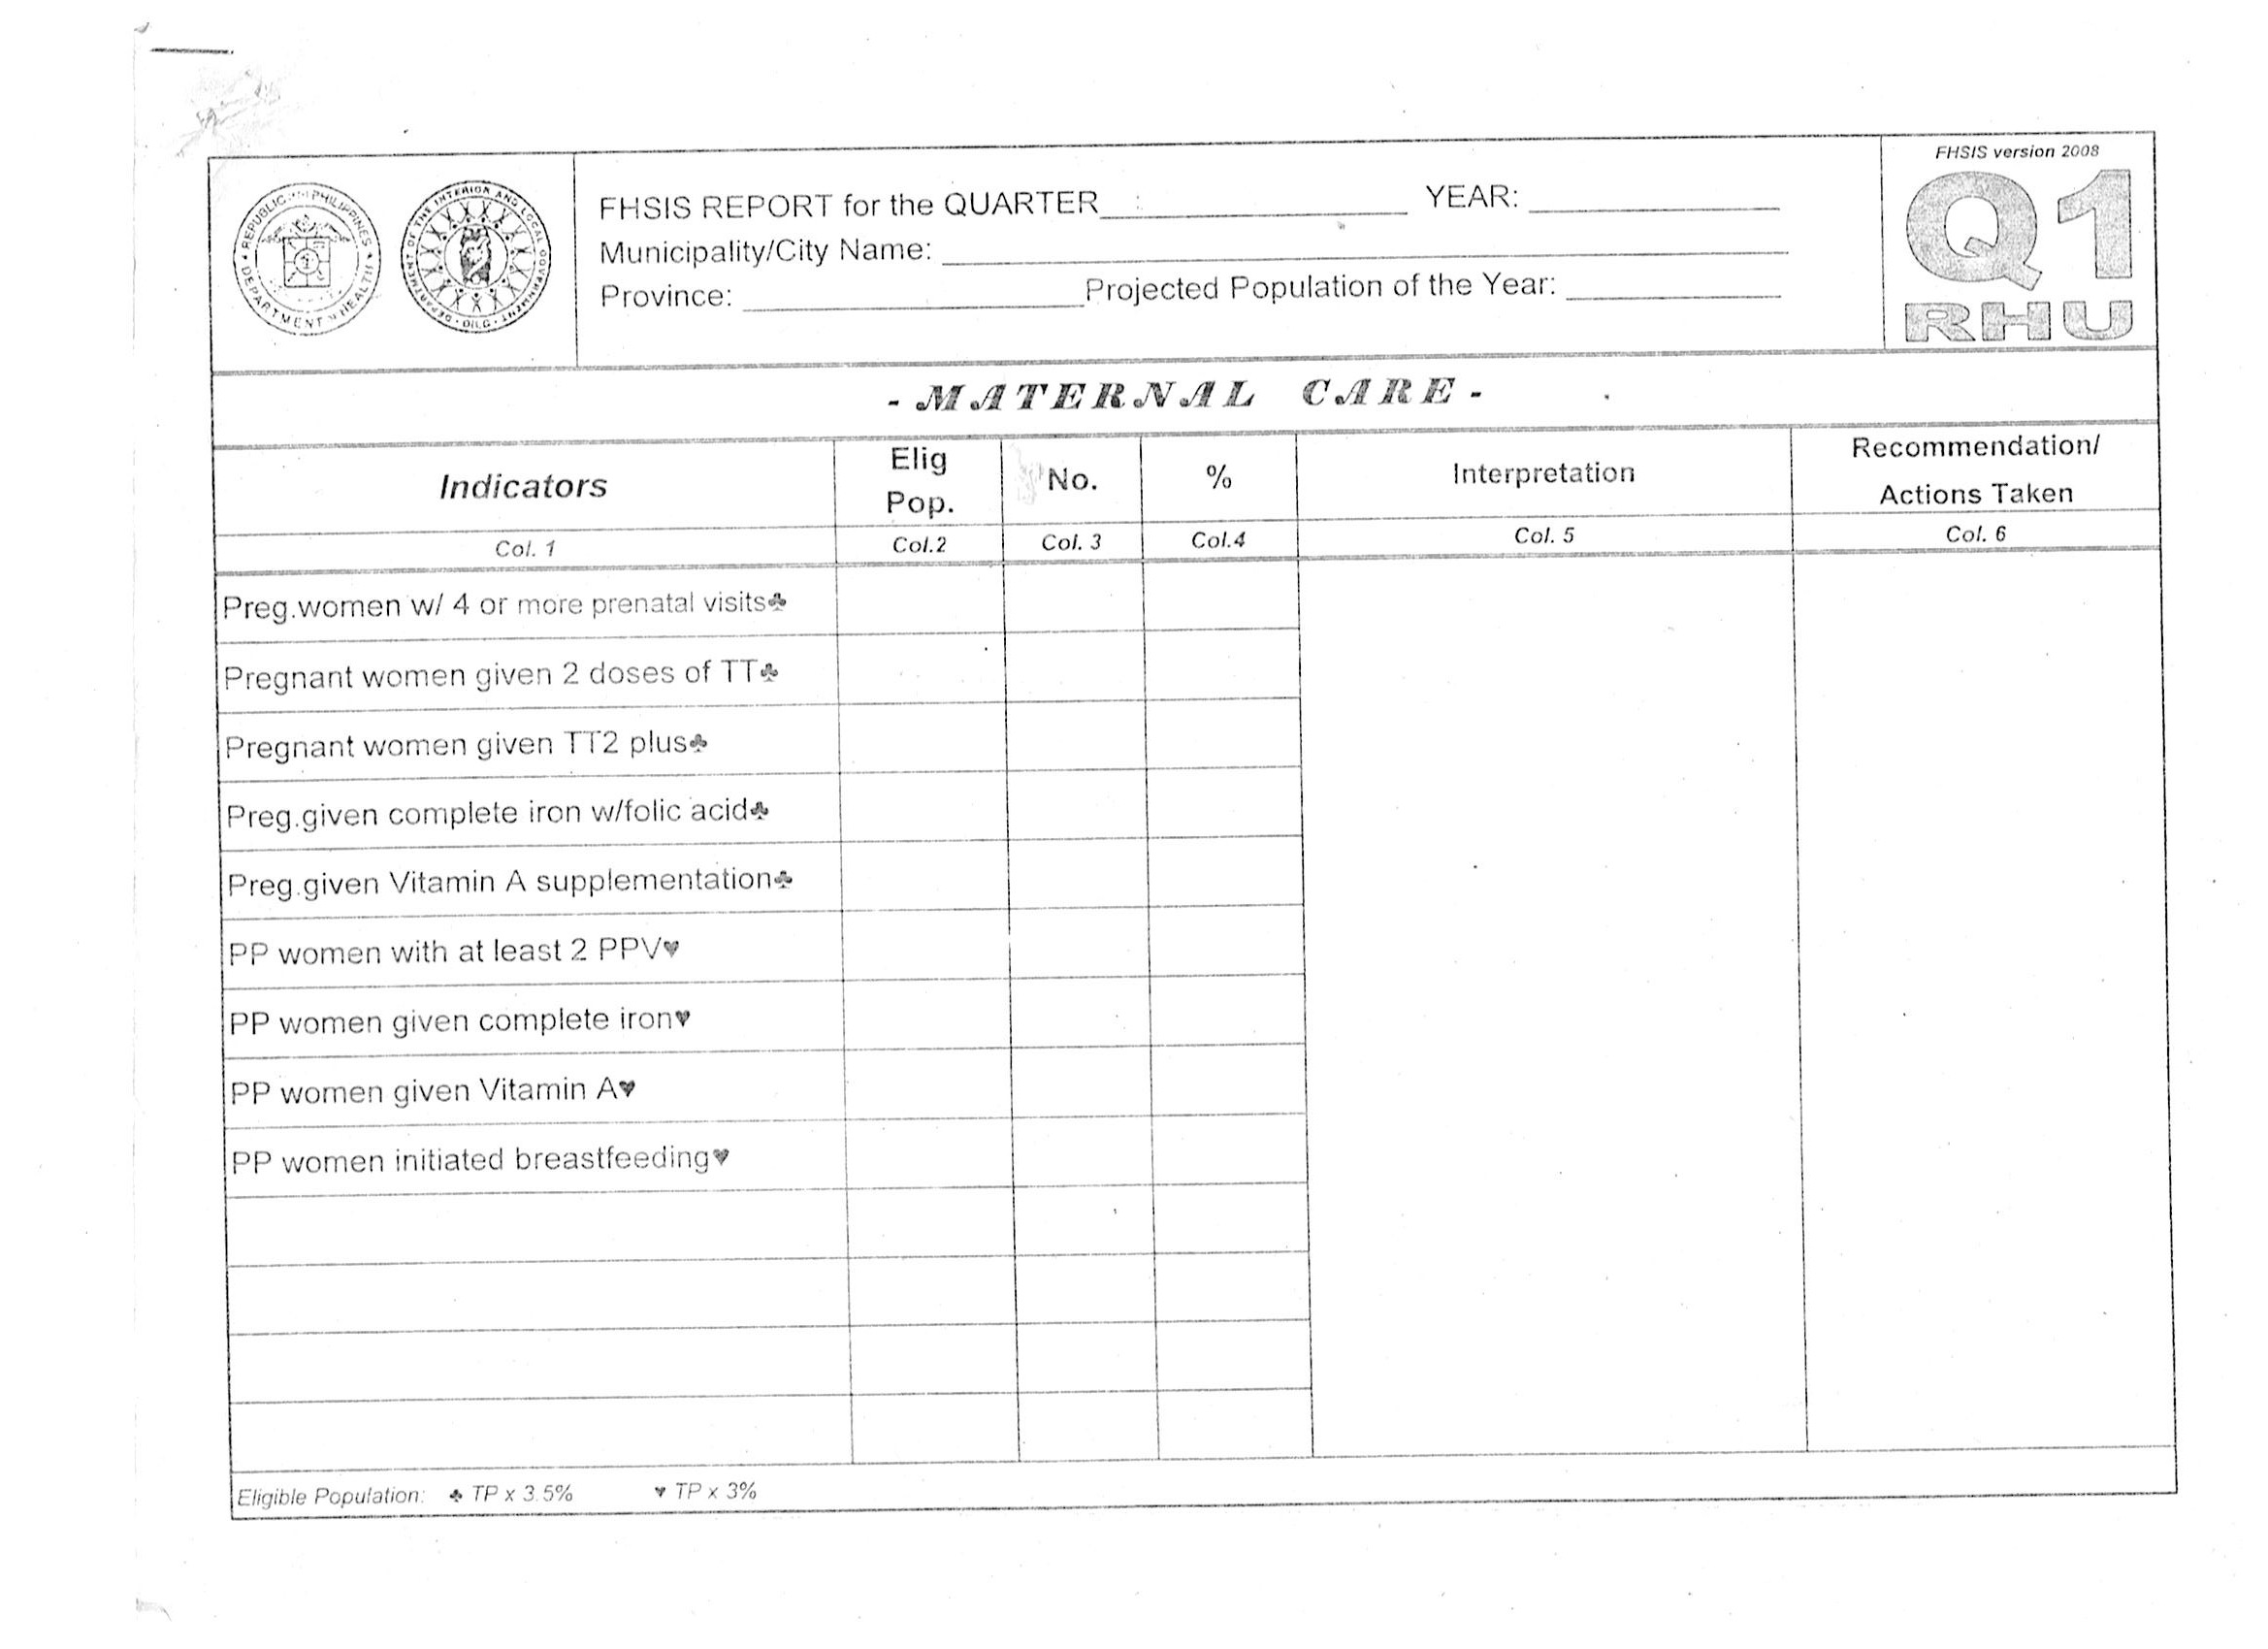 FHSIS version 2008
REPUBLIC PHILIPPINES
DEPARTMENT HEALTH
DEPARTMENT OF THE INTERIOR AND LOCAL GOVERNMENT
DILG
FHSIS REPORT for the QUARTER YEAR:
Municipality/City Name:
Province: Projected Population of the Year:
Q1
RHU
- MATERNAL CARE -
Indicators Elig Pop. No. % Interpretation Recommendation/ Actions Taken
Col. 1 Col.2 Col. 3 Col.4 Col. 5 Col. 6
Preg.women w/ 4 or more prenatal visits♣
Pregnant women given 2 doses of TT♣
Pregnant women given TT2 plus♣
Preg.given complete iron w/folic acid♣
Preg.given Vitamin A supplementation♣
PP women with at least 2 PPV♥
PP women given complete iron♥
PP women given Vitamin A♥
PP women initiated breastfeeding♥
Eligible Population: ♣ TP x 3.5% ♥ TP x 3%